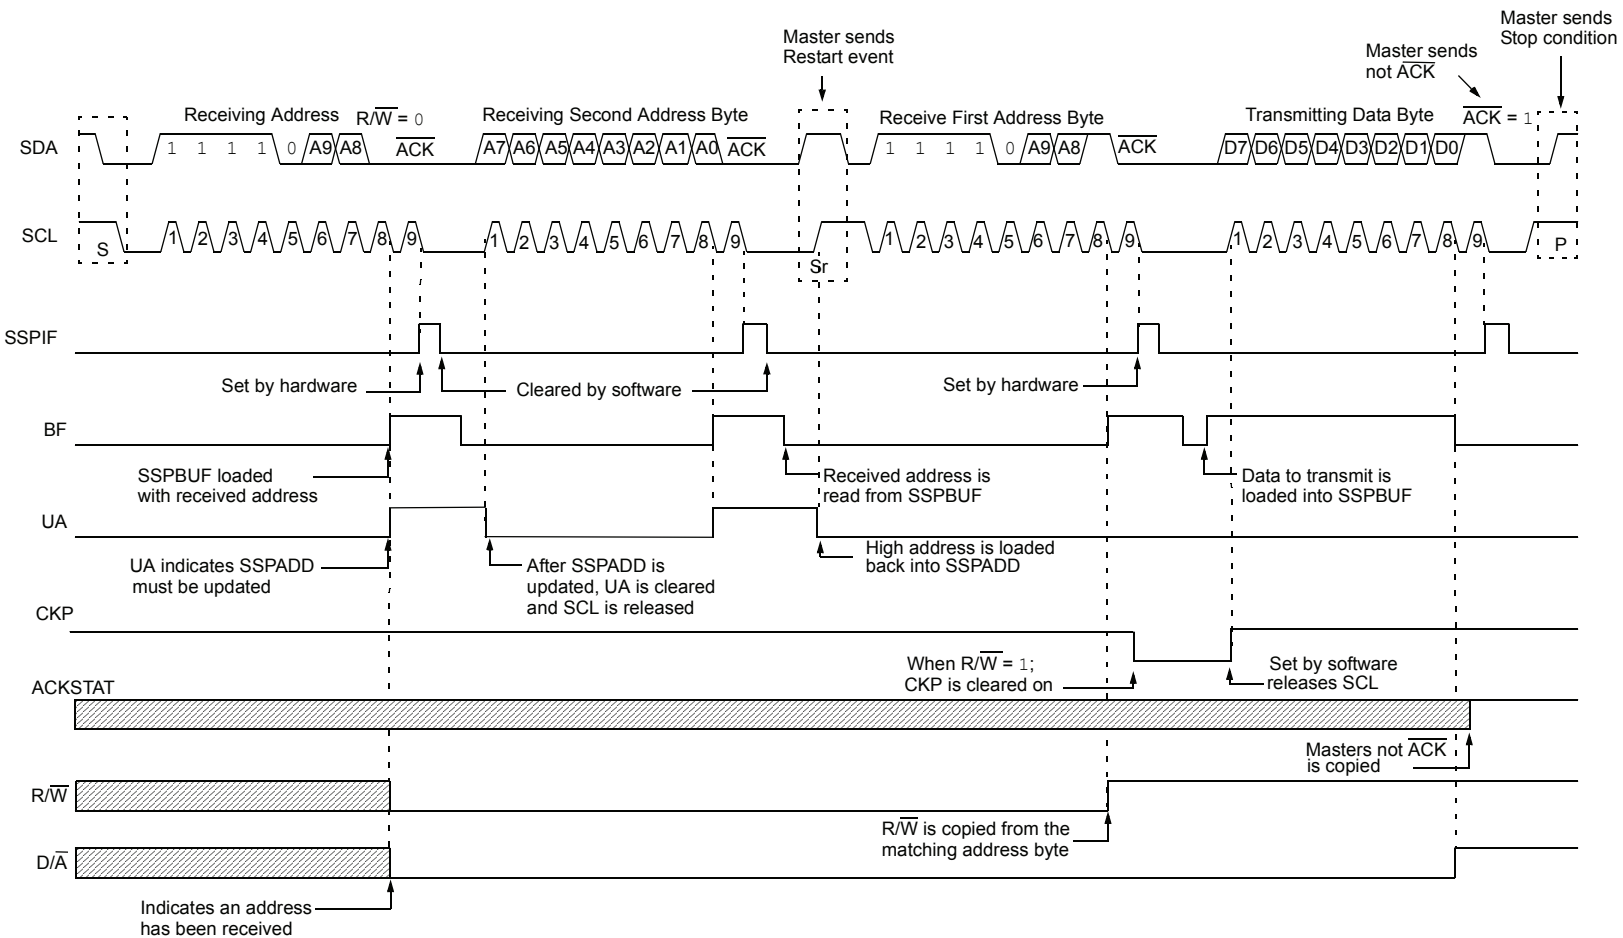 Master sends
Stop condition
Master sends
Restart event
Master sends
not A̅C̅K̅
Receiving Address R/W̅ = 0
Receiving Second Address Byte
Receive First Address Byte
Transmitting Data Byte
A̅C̅K̅ = 1
SDA
1 1 1 1 0 A9 A8 A̅C̅K̅
A7 A6 A5 A4 A3 A2 A1 A0 A̅C̅K̅
1 1 1 1 0 A9 A8 A̅C̅K̅
D7 D6 D5 D4 D3 D2 D1 D0
SCL
S
1 2 3 4 5 6 7 8 9
1 2 3 4 5 6 7 8 9
Sr
1 2 3 4 5 6 7 8 9
1 2 3 4 5 6 7 8 9
P
SSPIF
Set by hardware
Cleared by software
Set by hardware
BF
SSPBUF loaded
with received address
Received address is
read from SSPBUF
Data to transmit is
loaded into SSPBUF
UA
UA indicates SSPADD
must be updated
After SSPADD is
updated, UA is cleared
and SCL is released
High address is loaded
back into SSPADD
CKP
When R/W̅ = 1;
CKP is cleared on
Set by software
releases SCL
ACKSTAT
Masters not A̅C̅K̅
is copied
R/W̅
R/W̅ is copied from the
matching address byte
D/A̅
Indicates an address
has been received